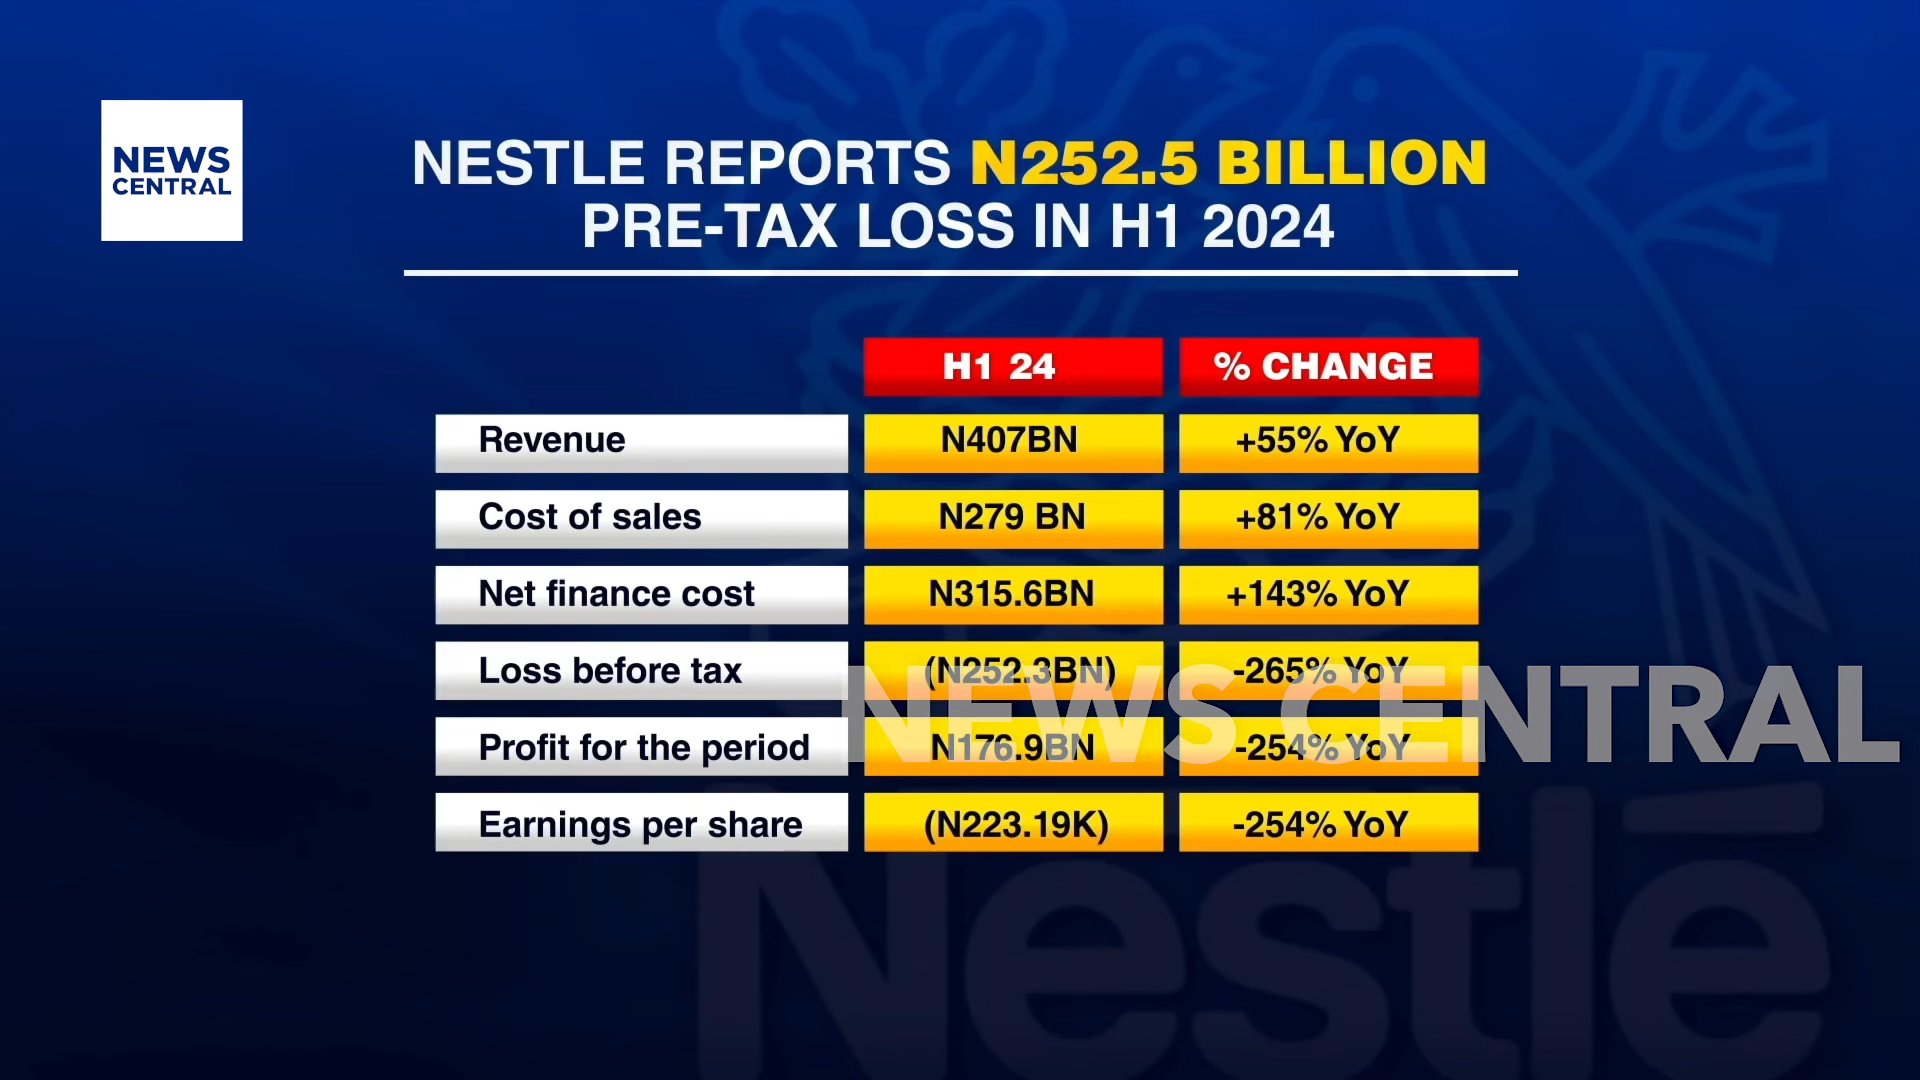 NEWS
CENTRAL
NESTLE REPORTS N252.5 BILLION
PRE-TAX LOSS IN H1 2024
H1 24 % CHANGE
Revenue N407BN +55% YoY
Cost of sales N279 BN +81% YoY
Net finance cost N315.6BN +143% YoY
Loss before tax (N252.3BN) -265% YoY
NEWS CENTRAL
Profit for the period N176.9BN -254% YoY
Earnings per share (N223.19K) -254% YoY
Nestlé